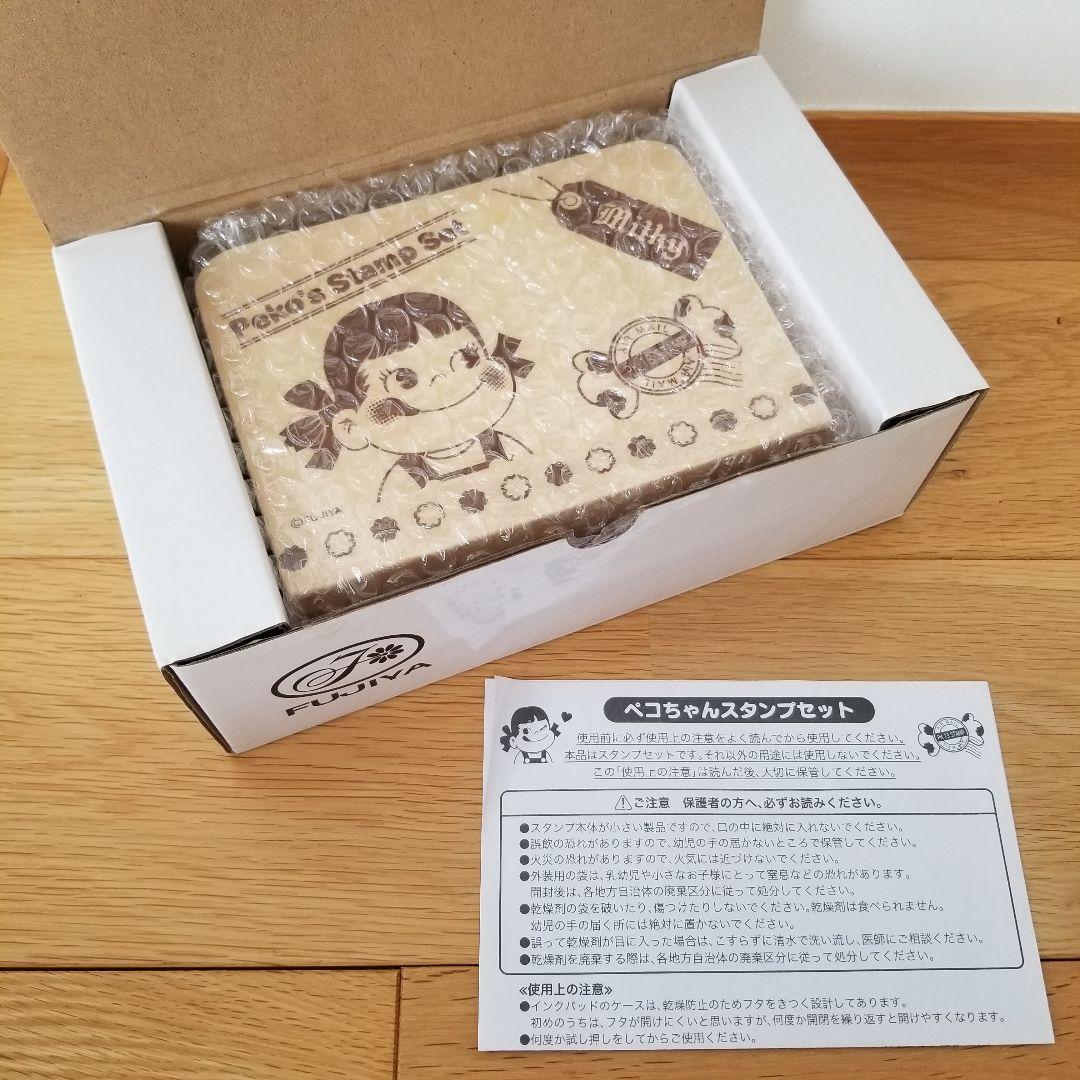 Peko's Stamp Set
Milky
AIR MAIL
AIR MAIL
©FUJIYA
FUJIYA
ペコちゃんスタンプセット
使用前に必ず使用上の注意をよく読んでから使用してください。
本品はスタンプセットです。それ以外の用途には使用しないでください。
この「使用上の注意」は読んだ後、大切に保管してください。
⚠ご注意 保護者の方へ、必ずお読みください。
●スタンプ本体が小さい製品ですので、口の中に絶対に入れないでください。
●誤飲の恐れがありますので、幼児の手の届かないところで保管してください。
●火災の恐れがありますので、火気には近づけないでください。
●外装用の袋は、乳幼児や小さなお子様にとって窒息などの恐れがあります。
開封後は、各地方自治体の廃棄区分に従って処分してください。
●乾燥剤の袋を破いたり、傷つけたりしないでください。乾燥剤は食べられません。
幼児の手の届く所には絶対に置かないでください。
●誤って乾燥剤が目に入った場合は、こすらずに清水で洗い流し、医師にご相談ください。
●乾燥剤を廃棄する際は、各地方自治体の廃棄区分に従って処分してください。
≪使用上の注意≫
●インクパッドのケースは、乾燥防止のためフタをきつく設計してあります。
初めのうちは、フタが開けにくいと思いますが、何度か開閉を繰り返すと開けやすくなります。
●何度か試し押しをしてからご使用ください。